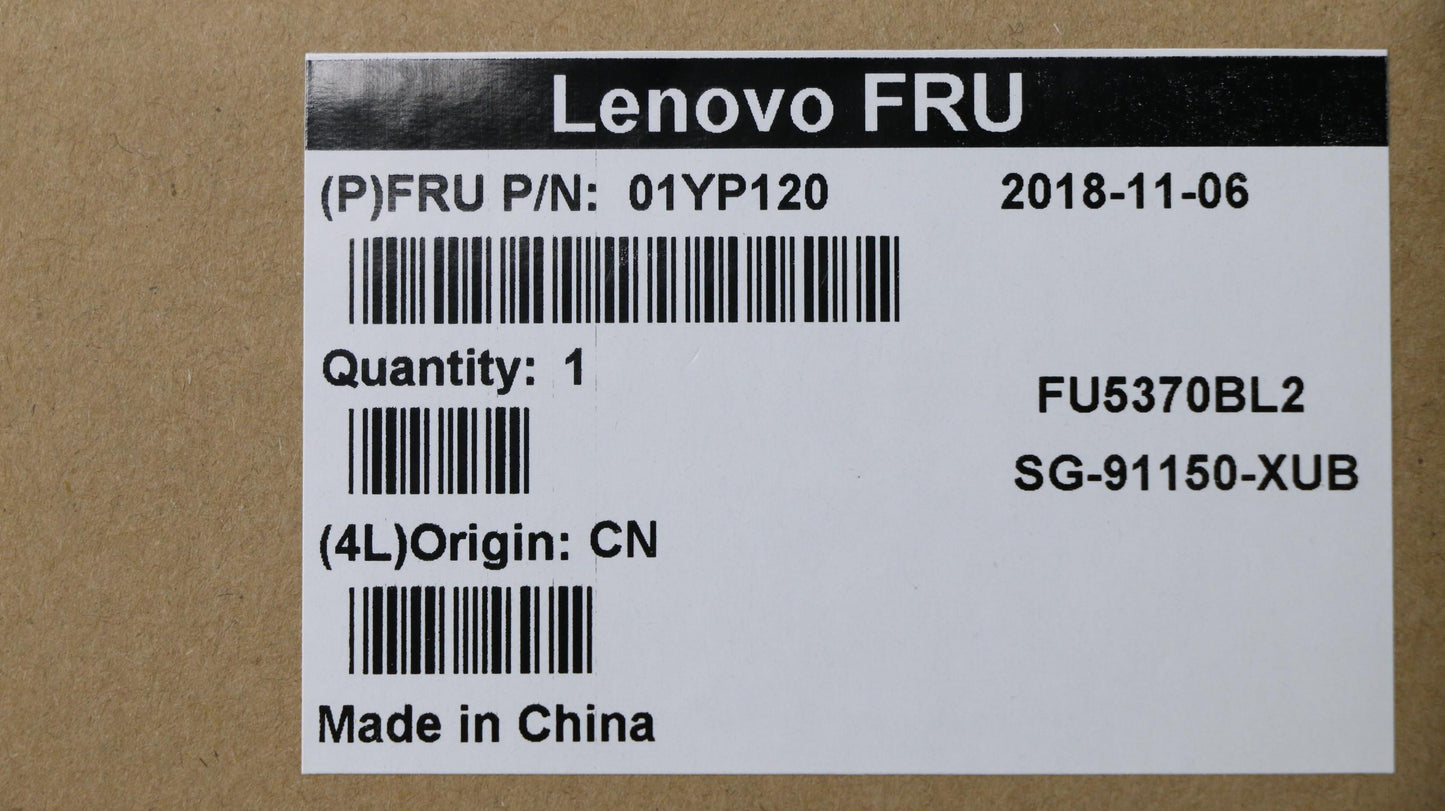 Lenovo FRU
(P)FRU P/N: 01YP120 2018-11-06
Quantity: 1
FU5370BL2
SG-91150-XUB
(4L)Origin: CN
Made in China